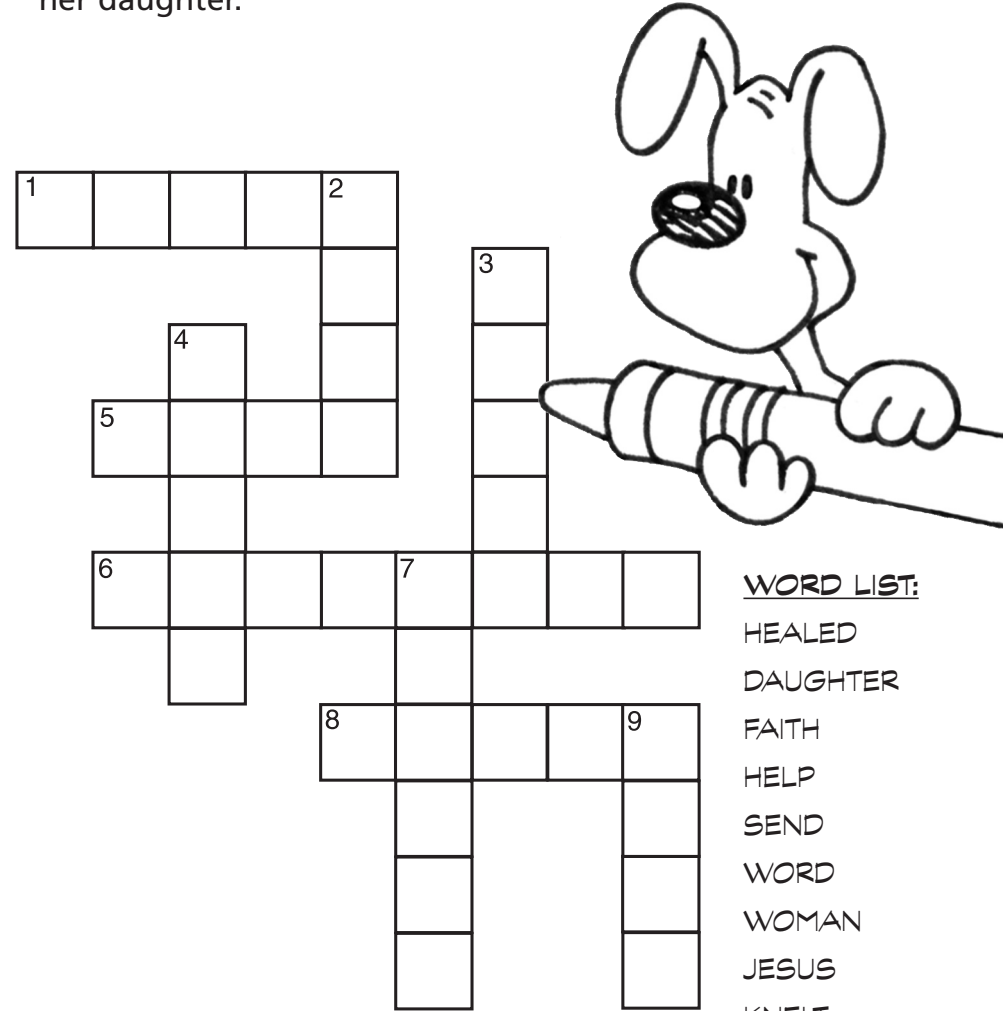 her daughter.
1
2
3
4
5
6
7
8
9
WORD LIST:
HEALED
DAUGHTER
FAITH
HELP
SEND
WORD
WOMAN
JESUS